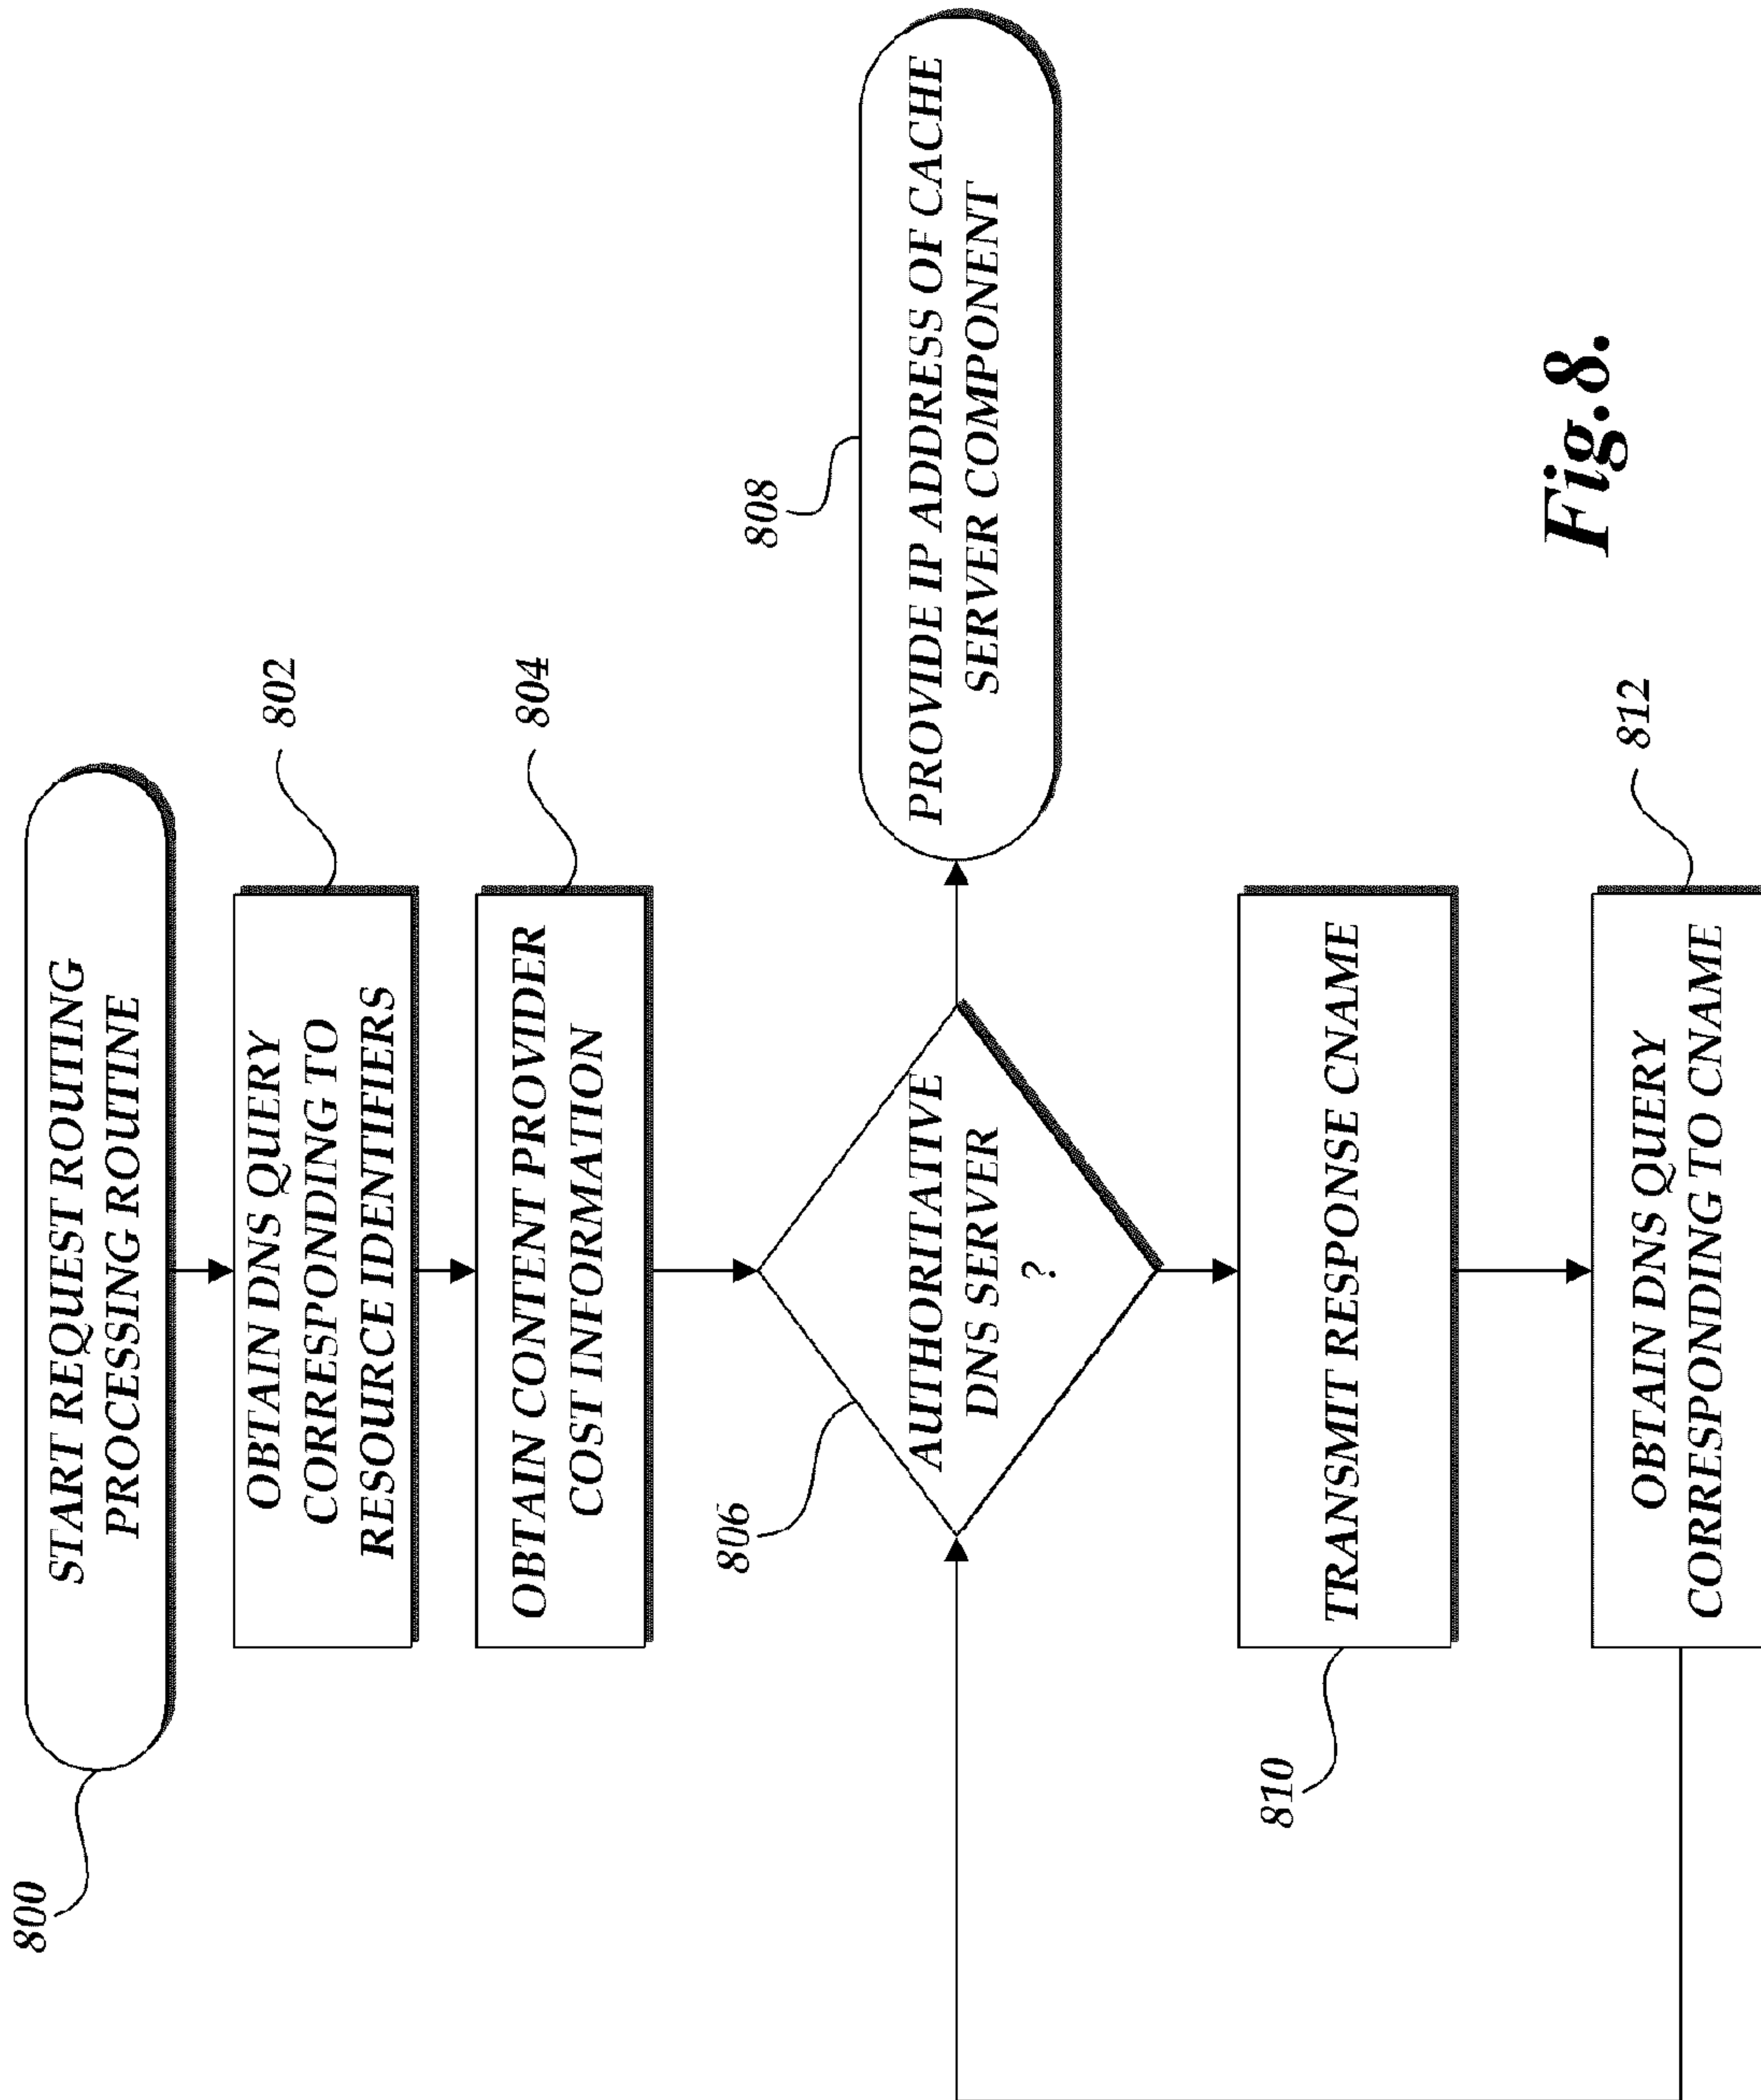 800
START REQUEST ROUTING
PROCESSING ROUTINE
802
OBTAIN DNS QUERY
CORRESPONDING TO
RESOURCE IDENTIFIERS
804
OBTAIN CONTENT PROVIDER
COST INFORMATION
806
AUTHORITATIVE
DNS SERVER
?
808
PROVIDE IP ADDRESS OF CACHE
SERVER COMPONENT
810
TRANSMIT RESPONSE CNAME
812
OBTAIN DNS QUERY
CORRESPONDING TO CNAME
Fig.8.